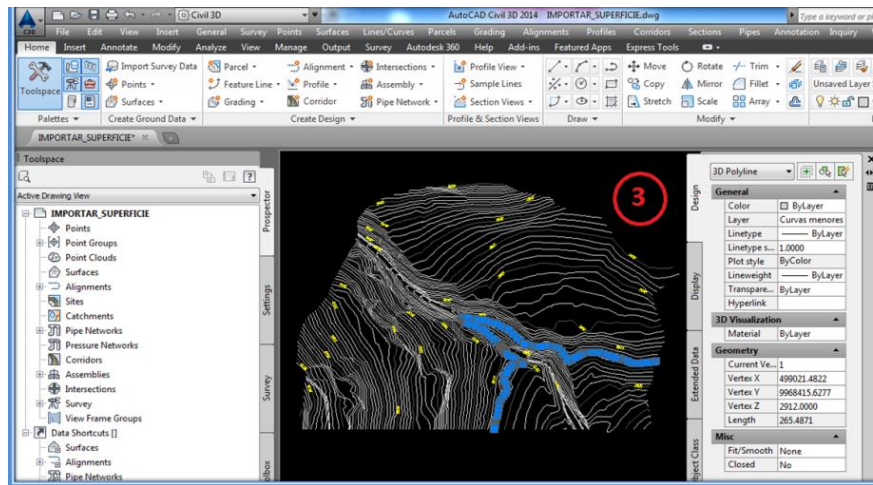 Civil 3D
AutoCAD Civil 3D 2014 IMPORTAR_SUPERFICIE.dwg
Type a keyword or
C3D
File Edit View Insert General Survey Points Surfaces Lines/Curves Parcels Grading Alignments Profiles Corridors Sections Pipes Annotation Inquiry
Home Insert Annotate Modify Analyze View Manage Output Survey Autodesk 360 Help Add-ins Featured Apps Express Tools
Toolspace
Import Survey Data
Points
Surfaces
Parcel
Feature Line
Grading
Alignment
Profile
Corridor
Intersections
Assembly
Pipe Network
Profile View
Sample Lines
Section Views
Move
Copy
Stretch
Rotate
Mirror
Scale
Trim
Fillet
Array
Unsaved Layer
Palettes
Create Ground Data
Create Design
Profile & Section Views
Draw
Modify
IMPORTAR_SUPERFICIE*
Toolspace
Active Drawing View
IMPORTAR_SUPERFICIE
Points
Point Groups
Point Clouds
Surfaces
Alignments
Sites
Catchments
Pipe Networks
Pressure Networks
Corridors
Assemblies
Intersections
Survey
View Frame Groups
Data Shortcuts []
Surfaces
Alignments
Pipe Networks
Prospector
Settings
Survey
3
Design
Display
Extended Data
3D Polyline
General
Color ByLayer
Layer Curvas menores
Linetype ByLayer
Linetype s... 1.0000
Plot style ByColor
Lineweight ByLayer
Transpare... ByLayer
Hyperlink
3D Visualization
Material ByLayer
Geometry
Current Ve... 1
Vertex X 499021.4822
Vertex Y 9968415.6277
Vertex Z 2912.0000
Length 265.4871
Misc
Fit/Smooth None
Closed No